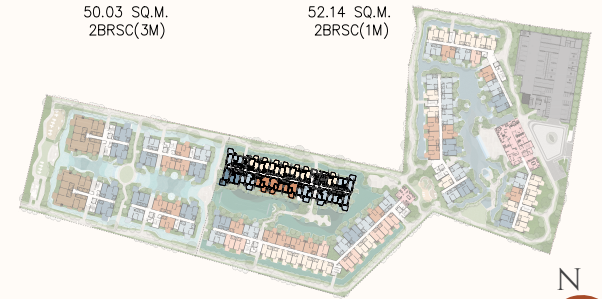 50.03 SQ.M.
2BRSC(3M)
52.14 SQ.M.
2BRSC(1M)
N